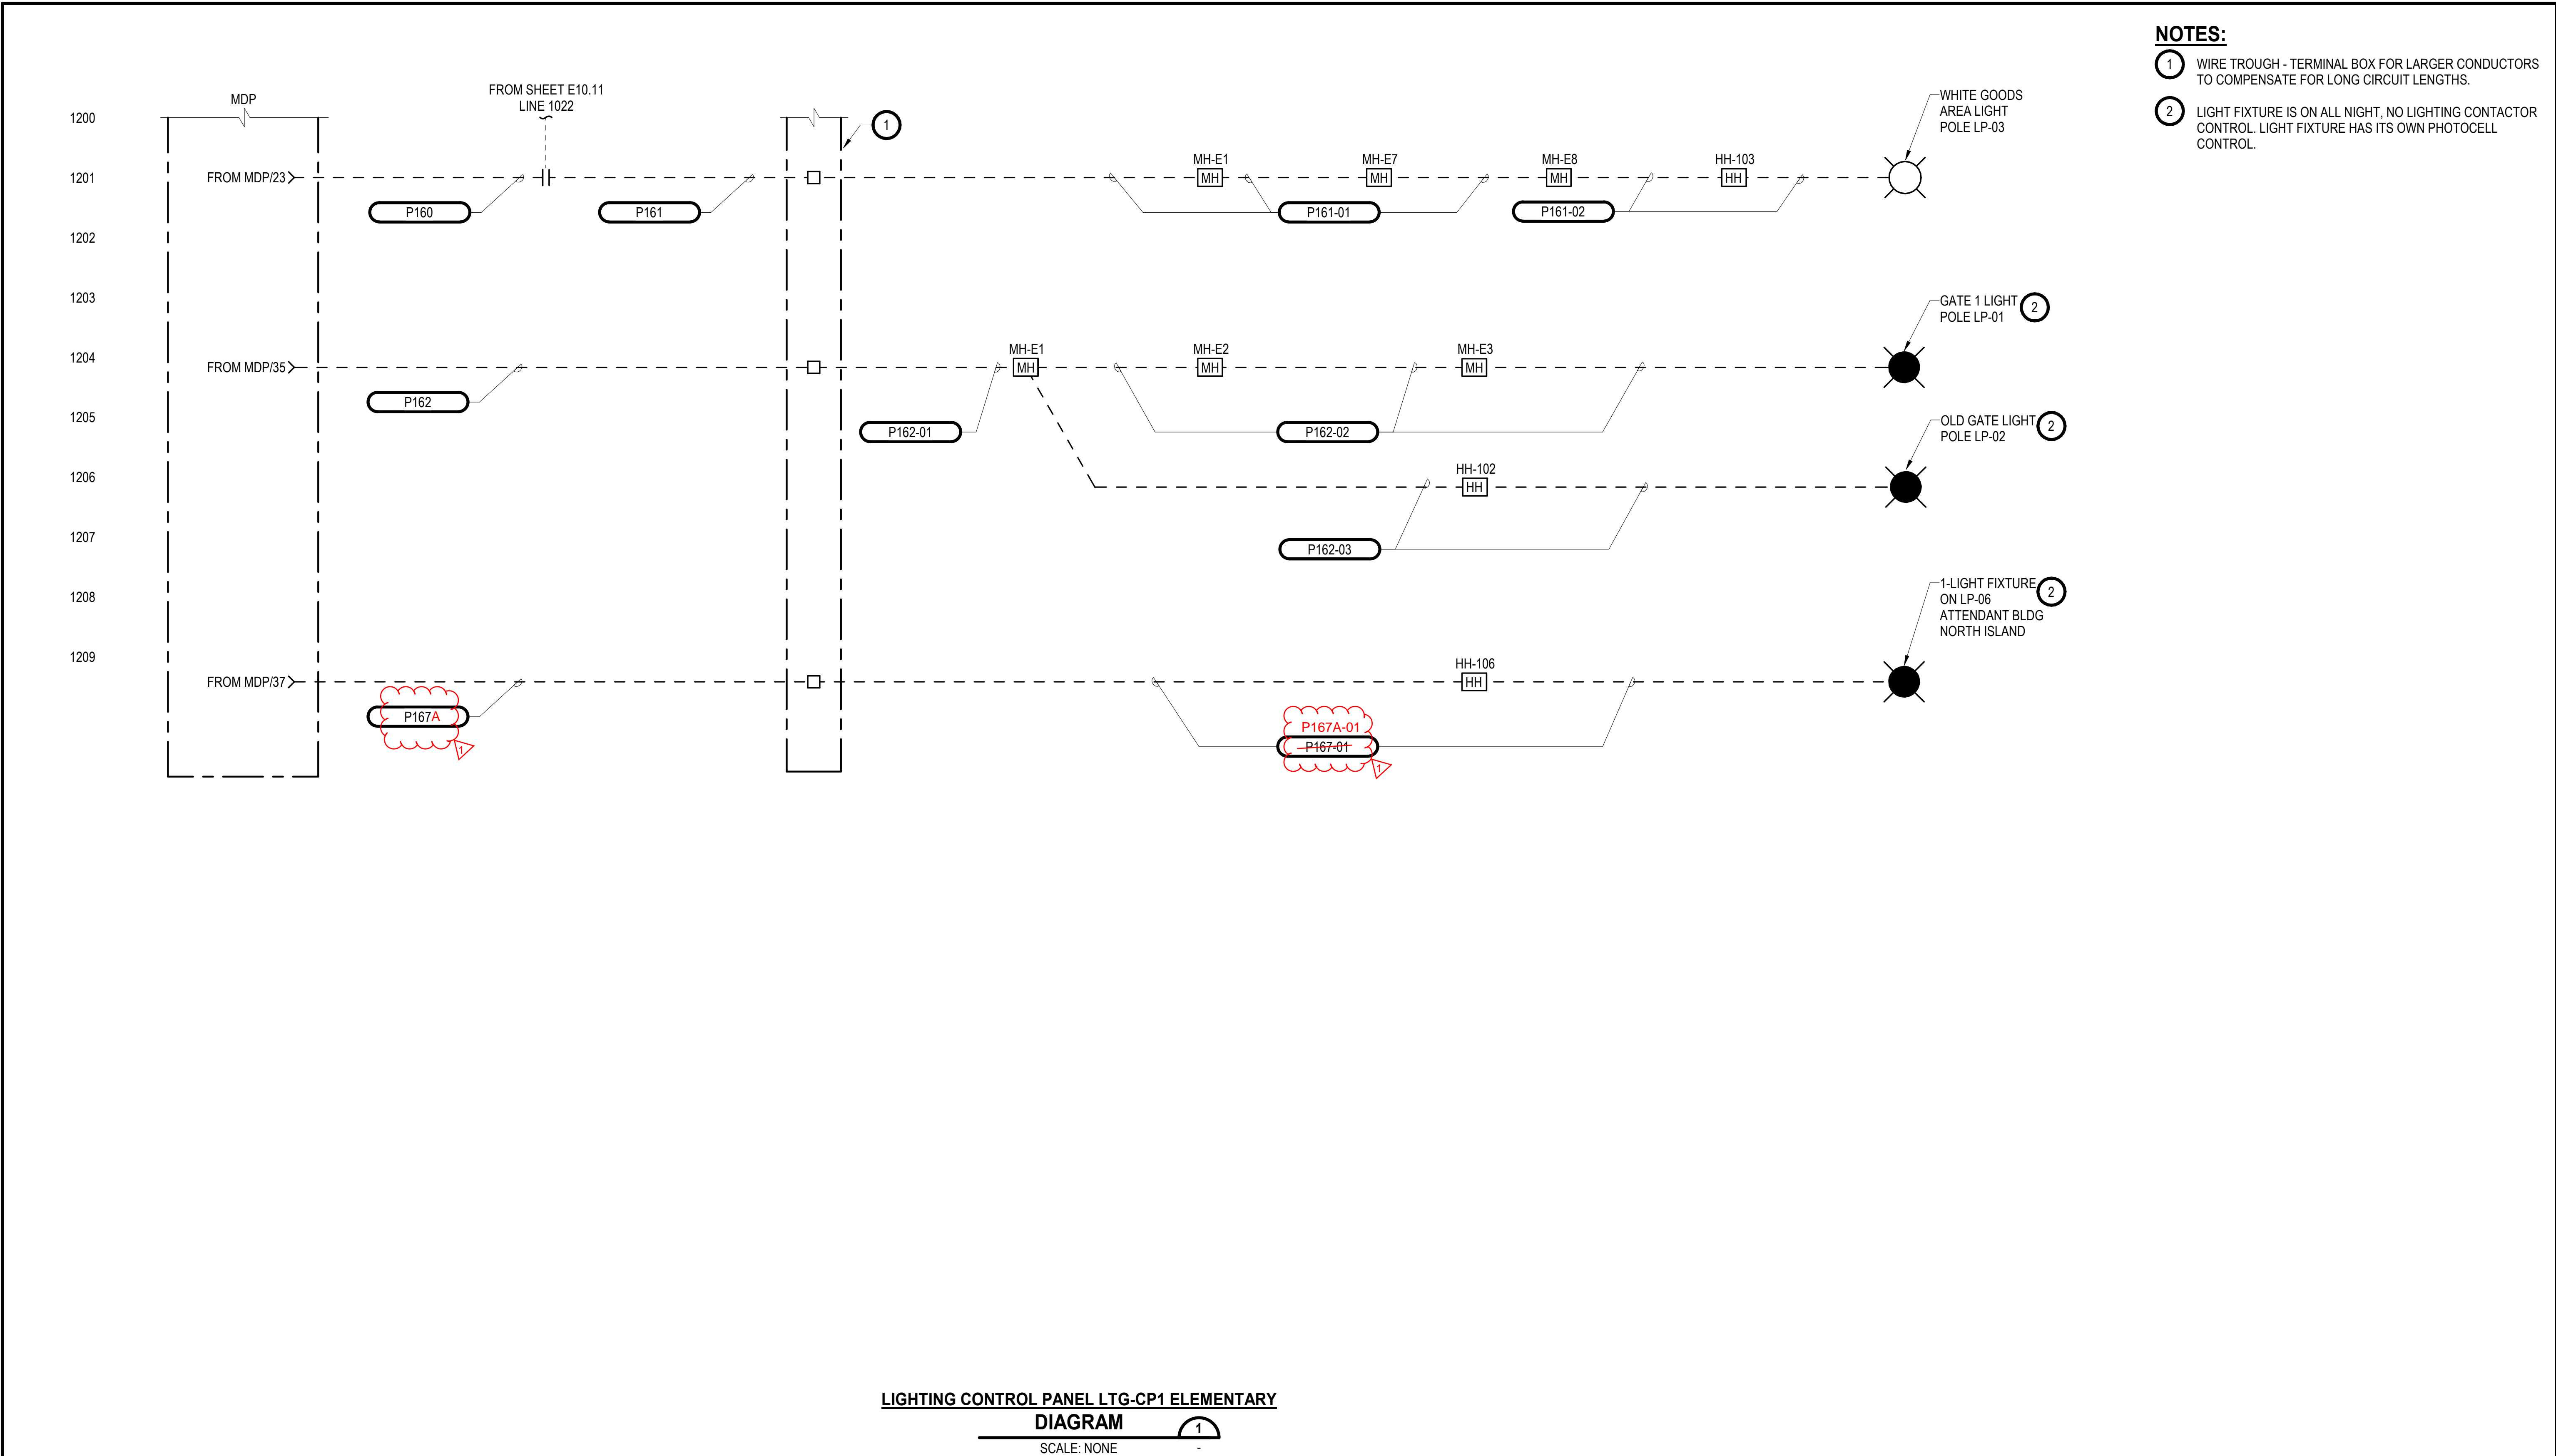 NOTES:
1 WIRE TROUGH - TERMINAL BOX FOR LARGER CONDUCTORS
TO COMPENSATE FOR LONG CIRCUIT LENGTHS.
2 LIGHT FIXTURE IS ON ALL NIGHT, NO LIGHTING CONTACTOR
CONTROL. LIGHT FIXTURE HAS ITS OWN PHOTOCELL
CONTROL.
MDP
FROM SHEET E10.11
LINE 1022
1
WHITE GOODS
AREA LIGHT
POLE LP-03
1200
1201
FROM MDP/23
MH-E1
MH-E7
MH-E8
HH-103
MH
MH
MH
HH
P160
P161
P161-01
P161-02
1202
1203
GATE 1 LIGHT 2
POLE LP-01
1204
FROM MDP/35
MH-E1
MH-E2
MH-E3
MH
MH
MH
P162
1205
P162-01
P162-02
OLD GATE LIGHT 2
POLE LP-02
1206
HH-102
HH
1207
P162-03
1208
1-LIGHT FIXTURE 2
ON LP-06
ATTENDANT BLDG
NORTH ISLAND
1209
FROM MDP/37
HH-106
HH
P167A
1
P167A-01
P167-01
1
LIGHTING CONTROL PANEL LTG-CP1 ELEMENTARY
DIAGRAM 1
SCALE: NONE -